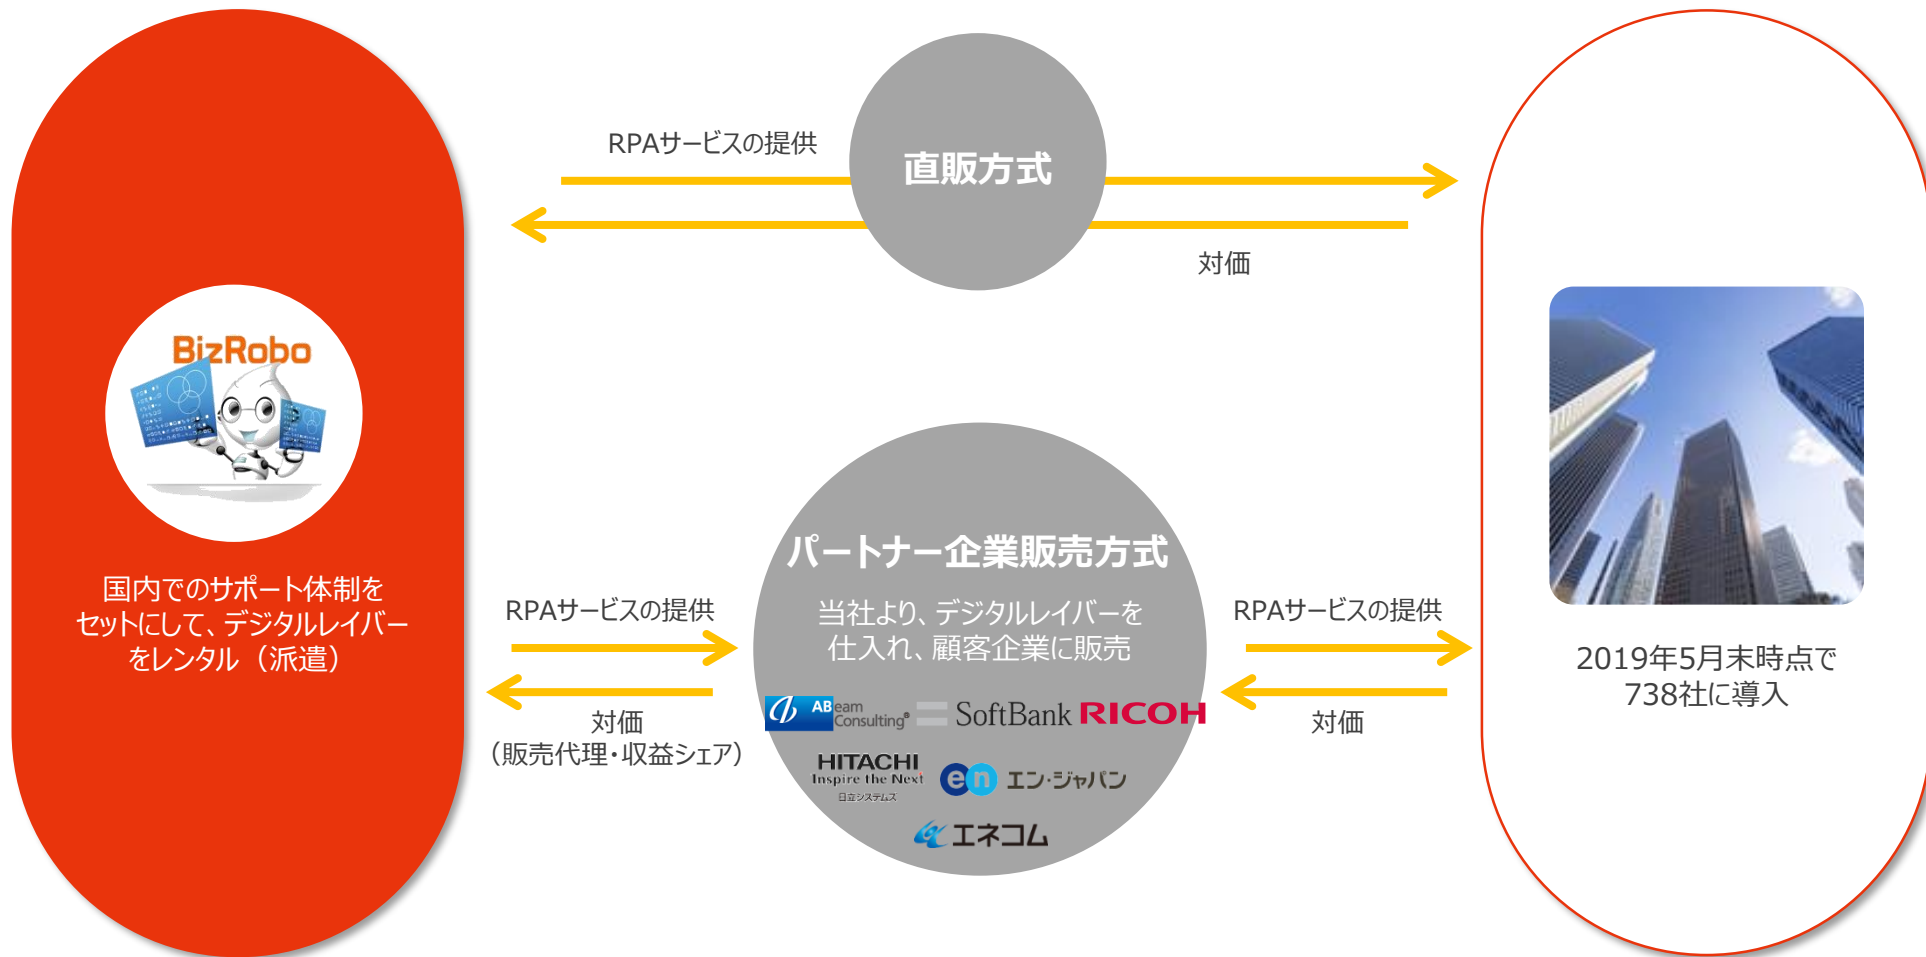 RPAサービスの提供
直販方式
対価
BizRobo
国内でのサポート体制を
セットにして、デジタルレイバー
をレンタル（派遣）
RPAサービスの提供
対価
（販売代理・収益シェア）
パートナー企業販売方式
当社より、デジタルレイバーを
仕入れ、顧客企業に販売
ABeam
Consulting®
SoftBank
RICOH
HITACHI
Inspire the Next
日立システムズ
en エン・ジャパン
エネコム
RPAサービスの提供
対価
2019年5月末時点で
738社に導入